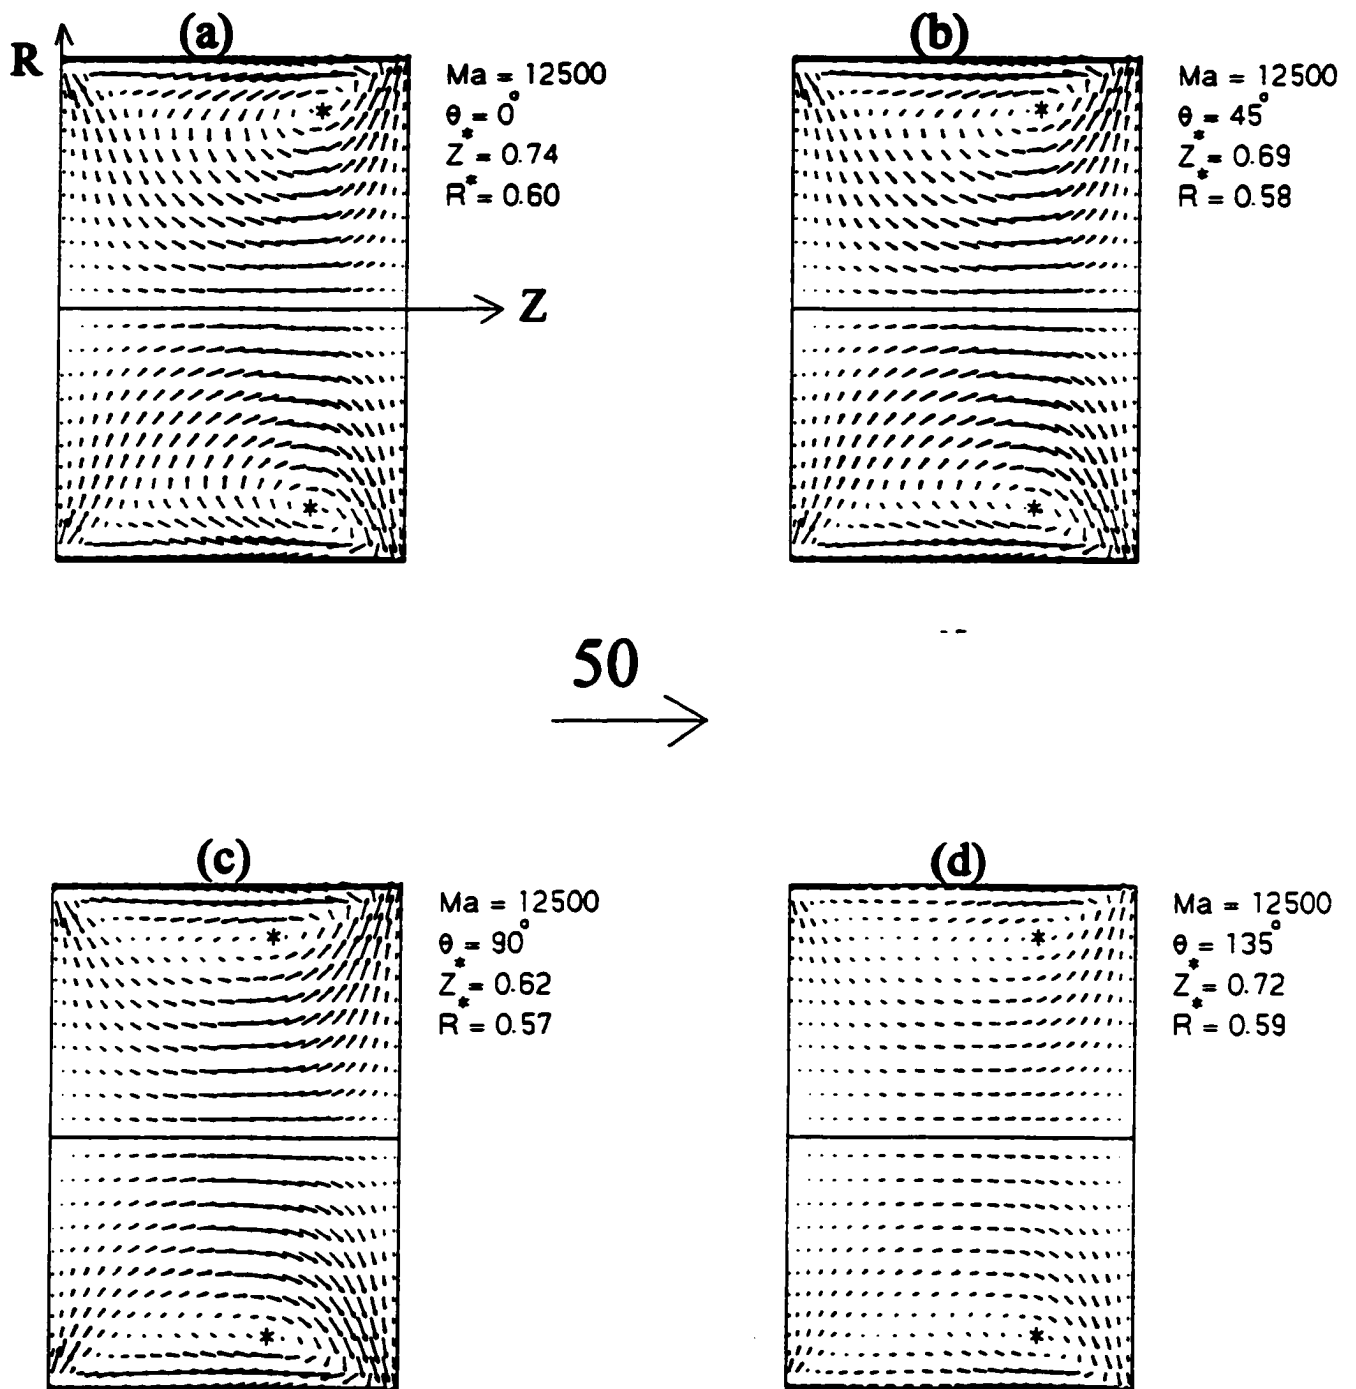 (a)
R
Ma = 12500
θ = 0°
Z* = 0.74
R* = 0.60
Z
(b)
Ma = 12500
θ = 45°
Z* = 0.69
R* = 0.58
50
(c)
Ma = 12500
θ = 90°
Z* = 0.62
R* = 0.57
(d)
Ma = 12500
θ = 135°
Z* = 0.72
R* = 0.59